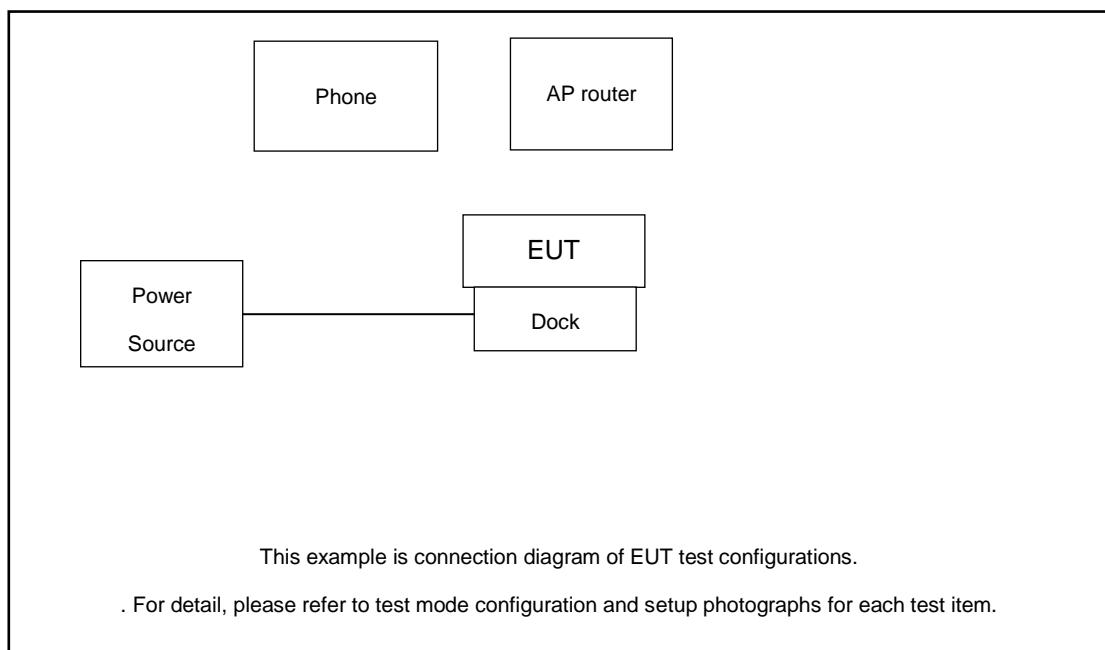 Phone
AP router
EUT
Power
Source
Dock
This example is connection diagram of EUT test configurations.
. For detail, please refer to test mode configuration and setup photographs for each test item.